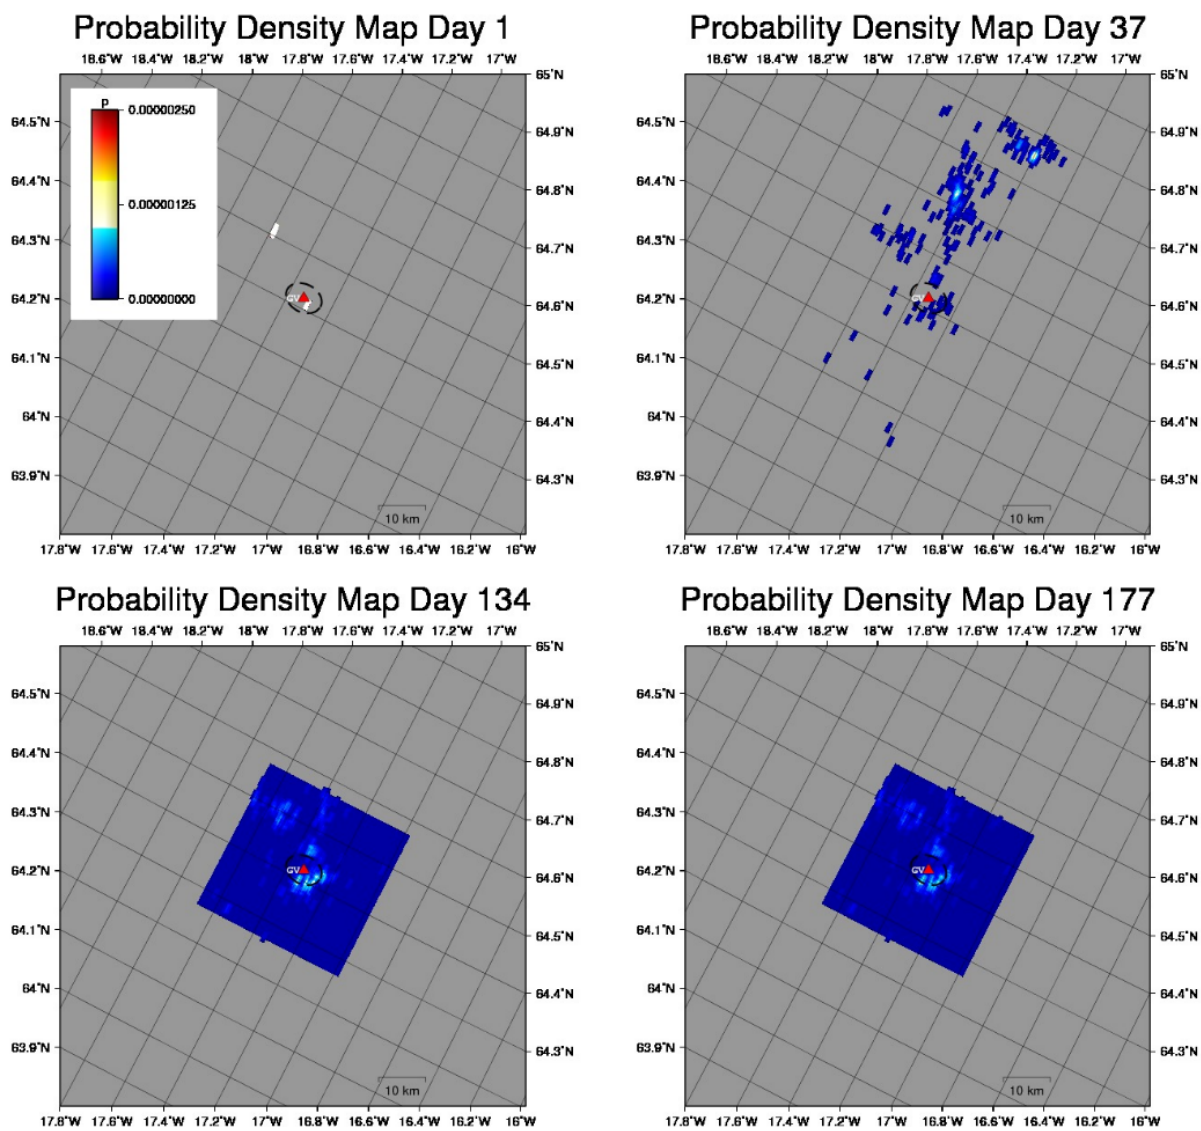 Probability Density Map Day 1
18.6˚W 18.4˚W 18.2˚W 18˚W 17.8˚W 17.6˚W 17.4˚W 17.2˚W 17˚W
65˚N
P
0.00000250
0.00000125
0.00000000
64.5˚N
64.4˚N
64.3˚N
64.2˚N
64.1˚N
64˚N
63.9˚N
64.9˚N
64.8˚N
64.7˚N
64.6˚N
64.5˚N
64.4˚N
64.3˚N
GV
10 km
17.8˚W 17.6˚W 17.4˚W 17.2˚W 17˚W 16.8˚W 16.6˚W 16.4˚W 16.2˚W 16˚W
Probability Density Map Day 37
18.6˚W 18.4˚W 18.2˚W 18˚W 17.8˚W 17.6˚W 17.4˚W 17.2˚W 17˚W
65˚N
64.5˚N
64.4˚N
64.3˚N
64.2˚N
64.1˚N
64˚N
63.9˚N
64.9˚N
64.8˚N
64.7˚N
64.6˚N
64.5˚N
64.4˚N
64.3˚N
GV
10 km
17.8˚W 17.6˚W 17.4˚W 17.2˚W 17˚W 16.8˚W 16.6˚W 16.4˚W 16.2˚W 16˚W
Probability Density Map Day 134
18.6˚W 18.4˚W 18.2˚W 18˚W 17.8˚W 17.6˚W 17.4˚W 17.2˚W 17˚W
65˚N
64.5˚N
64.4˚N
64.3˚N
64.2˚N
64.1˚N
64˚N
63.9˚N
64.9˚N
64.8˚N
64.7˚N
64.6˚N
64.5˚N
64.4˚N
64.3˚N
GV
10 km
17.8˚W 17.6˚W 17.4˚W 17.2˚W 17˚W 16.8˚W 16.6˚W 16.4˚W 16.2˚W 16˚W
Probability Density Map Day 177
18.6˚W 18.4˚W 18.2˚W 18˚W 17.8˚W 17.6˚W 17.4˚W 17.2˚W 17˚W
65˚N
64.5˚N
64.4˚N
64.3˚N
64.2˚N
64.1˚N
64˚N
63.9˚N
64.9˚N
64.8˚N
64.7˚N
64.6˚N
64.5˚N
64.4˚N
64.3˚N
GV
10 km
17.8˚W 17.6˚W 17.4˚W 17.2˚W 17˚W 16.8˚W 16.6˚W 16.4˚W 16.2˚W 16˚W